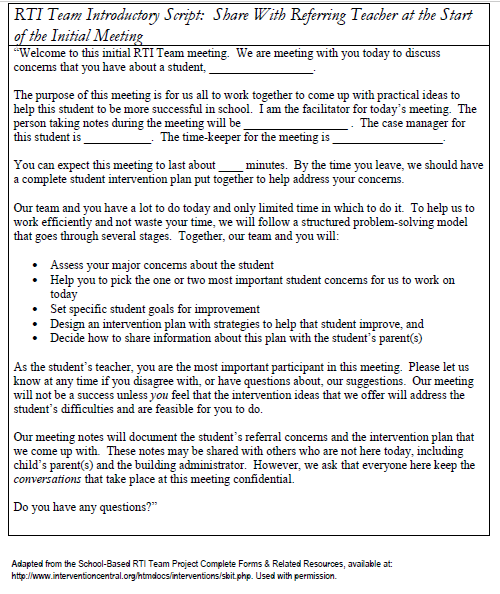 RTI Team Introductory Script:  Share With Referring Teacher at the Start
of the Initial Meeting
“Welcome to this initial RTI Team meeting.  We are meeting with you today to discuss
concerns that you have about a student, _________________.
The purpose of this meeting is for us all to work together to come up with practical ideas to
help this student to be more successful in school.  I am the facilitator for today’s meeting.  The
person taking notes during the meeting will be _________________ .  The case manager for
this student is ___________.  The time-keeper for the meeting is __________________.
You can expect this meeting to last about ____ minutes.  By the time you leave, we should have
a complete student intervention plan put together to help address your concerns.
Our team and you have a lot to do today and only limited time in which to do it.  To help us to
work efficiently and not waste your time, we will follow a structured problem-solving model
that goes through several stages.  Together, our team and you will:
• Assess your major concerns about the student
• Help you to pick the one or two most important student concerns for us to work on
today
• Set specific student goals for improvement
• Design an intervention plan with strategies to help that student improve, and
• Decide how to share information about this plan with the student’s parent(s)
As the student’s teacher, you are the most important participant in this meeting.  Please let us
know at any time if you disagree with, or have questions about, our suggestions.  Our meeting
will not be a success unless you feel that the intervention ideas that we offer will address the
student’s difficulties and are feasible for you to do.
Our meeting notes will document the student’s referral concerns and the intervention plan that
we come up with.  These notes may be shared with others who are not here today, including
child’s parent(s) and the building administrator.  However, we ask that everyone here keep the
conversations that take place at this meeting confidential.
Do you have any questions?”
Adapted from the School-Based RTI Team Project Complete Forms & Related Resources, available at:
http://www.interventioncentral.org/htmdocs/interventions/sbit.php. Used with permission.